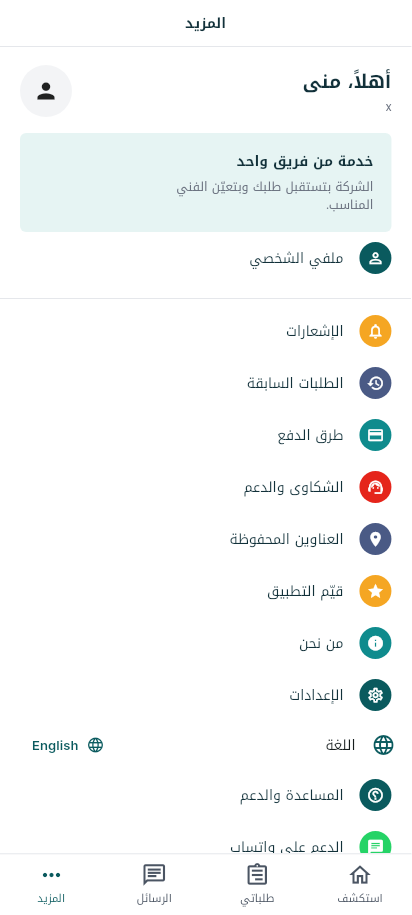 المزيد
أهلاً، منى
x
خدمة من فريق واحد
الشركة بتستقبل طلبك وبتعيّن الفني
المناسب.
ملفي الشخصي
الإشعارات
الطلبات السابقة
طرق الدفع
الشكاوى والدعم
العناوين المحفوظة
قيّم التطبيق
من نحن
الإعدادات
اللغة English
المساعدة والدعم
الدعم على واتساب
استكشف طلباتي الرسائل المزيد